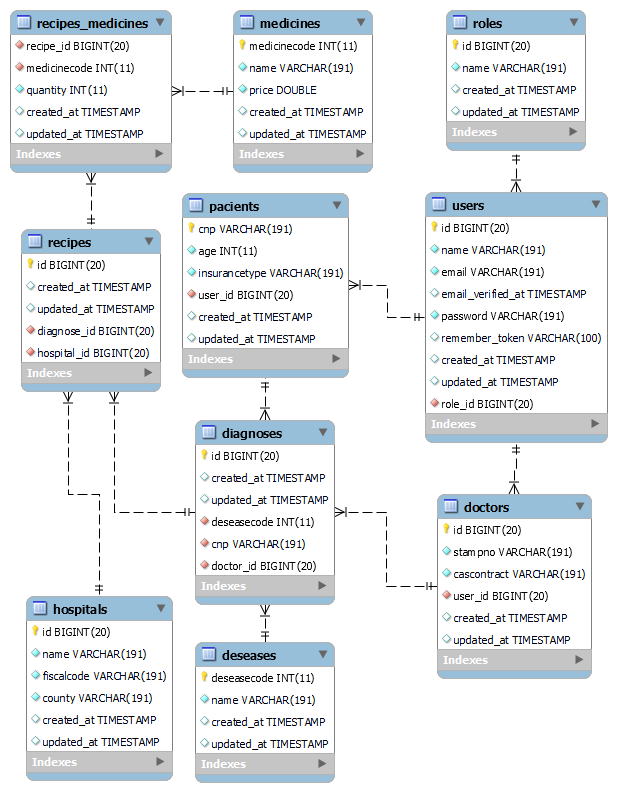 recipes_medicines
recipe_id BIGINT(20)
medicinecode INT(11)
quantity INT(11)
created_at TIMESTAMP
updated_at TIMESTAMP
Indexes
medicines
medicinecode INT(11)
name VARCHAR(191)
price DOUBLE
created_at TIMESTAMP
updated_at TIMESTAMP
Indexes
roles
id BIGINT(20)
name VARCHAR(191)
created_at TIMESTAMP
updated_at TIMESTAMP
Indexes
recipes
id BIGINT(20)
created_at TIMESTAMP
updated_at TIMESTAMP
diagnose_id BIGINT(20)
hospital_id BIGINT(20)
Indexes
pacients
cnp VARCHAR(191)
age INT(11)
insurancetype VARCHAR(191)
user_id BIGINT(20)
created_at TIMESTAMP
updated_at TIMESTAMP
Indexes
users
id BIGINT(20)
name VARCHAR(191)
email VARCHAR(191)
email_verified_at TIMESTAMP
password VARCHAR(191)
remember_token VARCHAR(100)
created_at TIMESTAMP
updated_at TIMESTAMP
role_id BIGINT(20)
Indexes
diagnoses
id BIGINT(20)
created_at TIMESTAMP
updated_at TIMESTAMP
deseasecode INT(11)
cnp VARCHAR(191)
doctor_id BIGINT(20)
Indexes
doctors
id BIGINT(20)
stampno VARCHAR(191)
cascontract VARCHAR(191)
user_id BIGINT(20)
created_at TIMESTAMP
updated_at TIMESTAMP
Indexes
hospitals
id BIGINT(20)
name VARCHAR(191)
fiscalcode VARCHAR(191)
county VARCHAR(191)
created_at TIMESTAMP
updated_at TIMESTAMP
Indexes
deseases
deseasecode INT(11)
name VARCHAR(191)
created_at TIMESTAMP
updated_at TIMESTAMP
Indexes